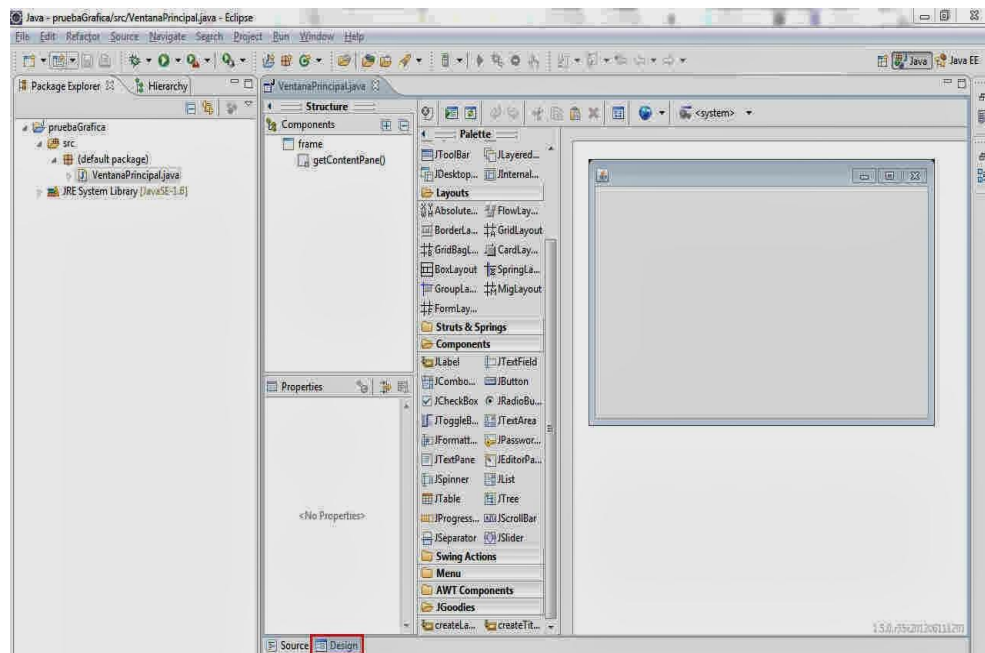 Java - pruebaGrafica/src/VentanaPrincipal.java - Eclipse
File Edit Refactor Source Navigate Search Project Run Window Help
Java Java EE
Package Explorer Hierarchy
pruebaGrafica
src
(default package)
VentanaPrincipal.java
JRE System Library [JavaSE-1.6]
VentanaPrincipal.java
Structure
Components
frame
getContentPane()
Properties
<No Properties>
<system>
Palette
JToolBar JLayered...
JDesktop... JInternal...
Layouts
Absolute... FlowLay...
BorderLa... GridLayout
GridBagL... CardLay...
BoxLayout SpringLa...
GroupLa... MigLayout
FormLay...
Struts & Springs
Components
JLabel JTextField
JCombo... JButton
JCheckBox JRadioBu...
JToggleB... JTextArea
JFormatt... JPasswor...
JTextPane JEditorPa...
JSpinner JList
JTable JTree
JProgress... JScrollBar
JSeparator JSlider
Swing Actions
Menu
AWT Components
JGoodies
createLa... createTit...
Source Design